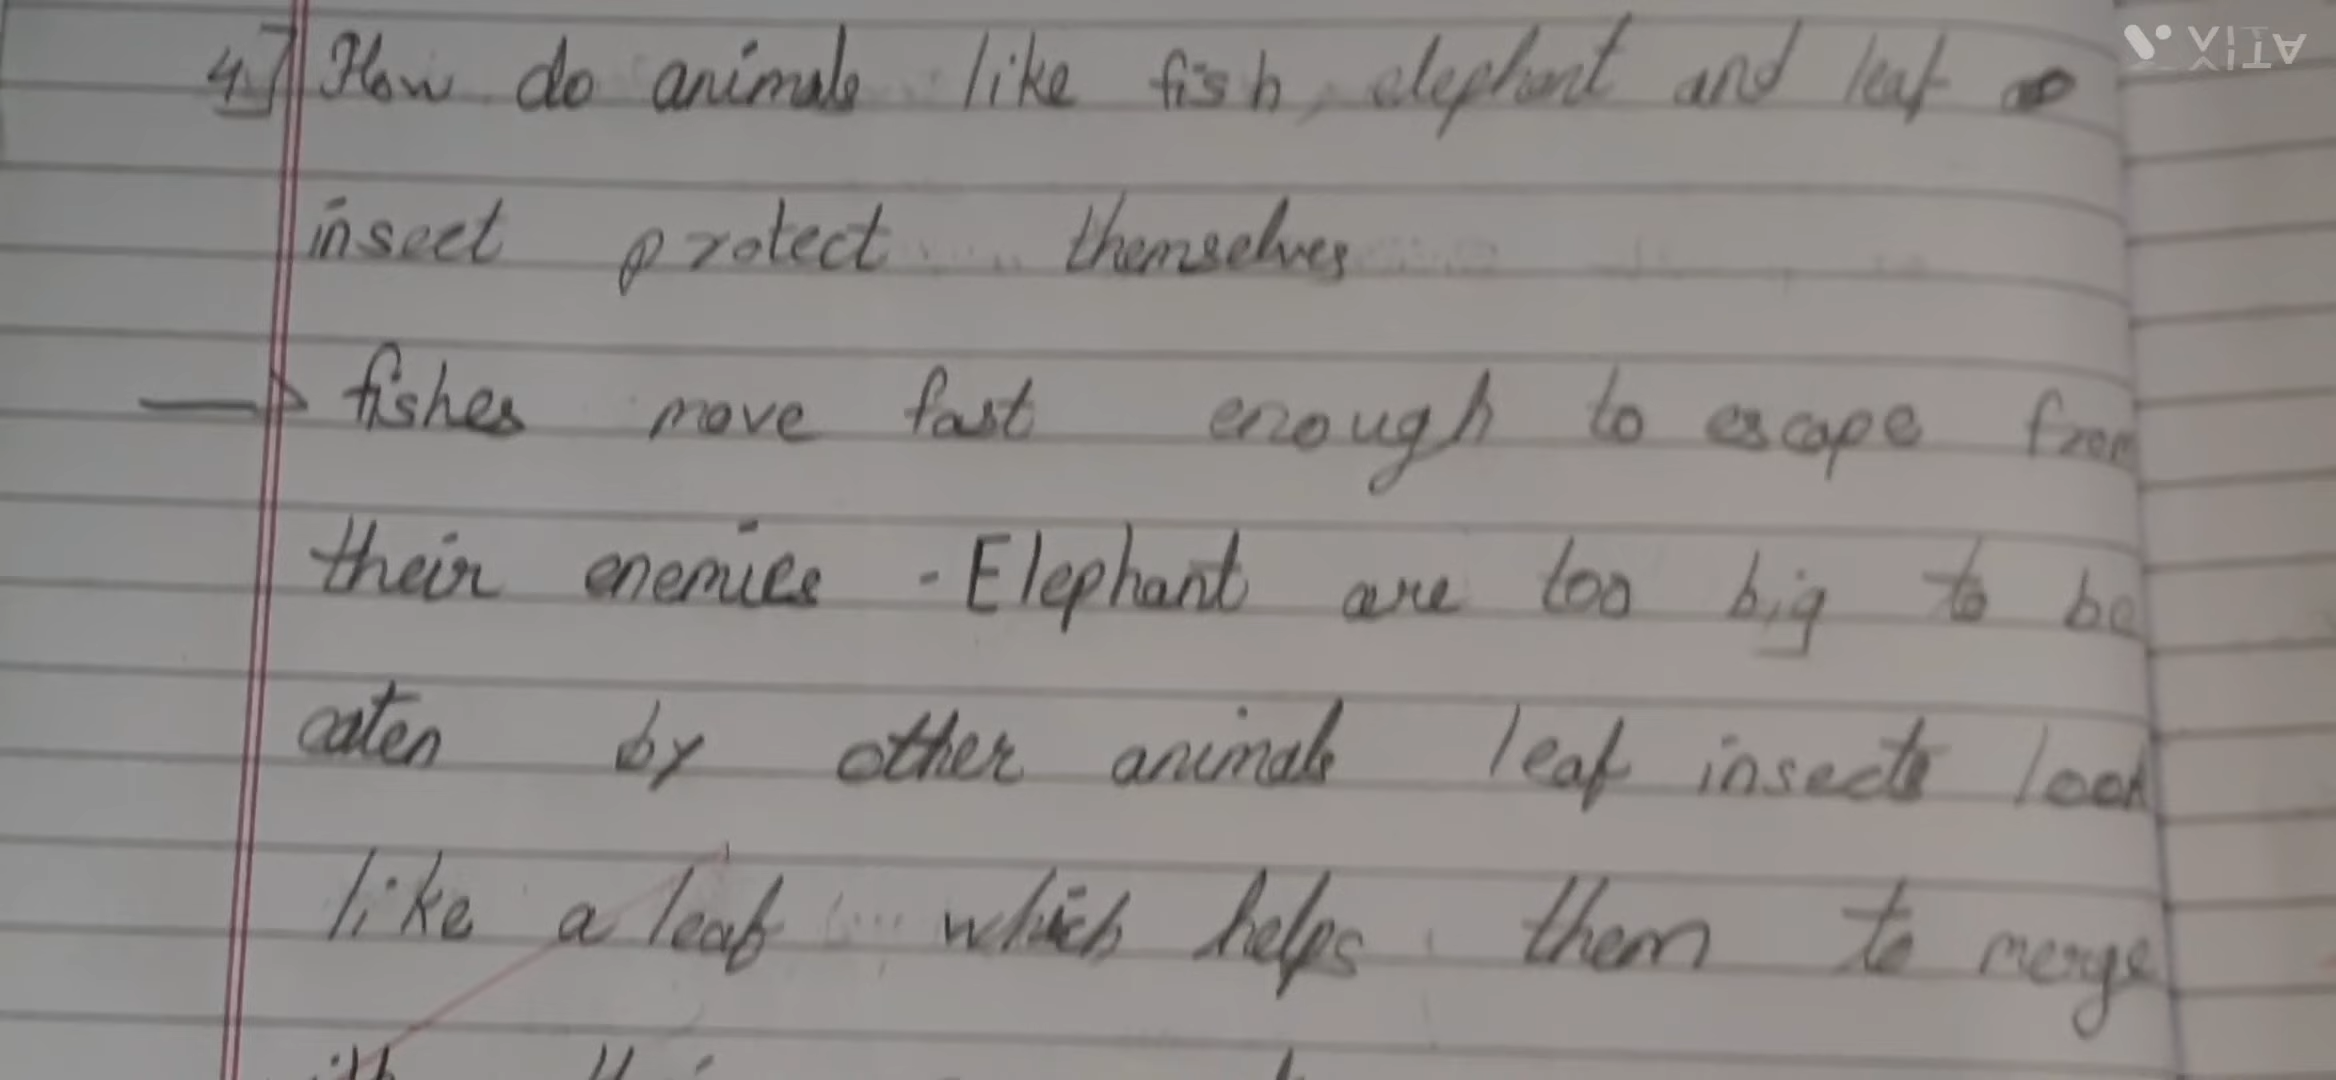 4] How do animals like fish, elephant and leaf
insect protect themselves
→ fishes move fast enough to escape from
their enemies - Elephant are too big to be
eaten by other animals leaf insects look
like a leaf which helps them to merge
VITA